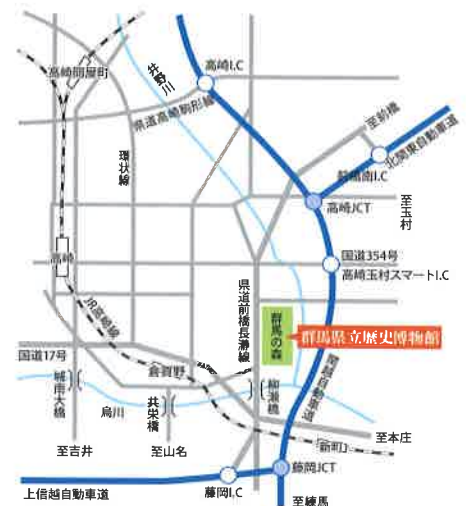 高崎I.C
高崎問屋町
井野川
県道高崎駒形線
至前橋
北関東自動車道
前橋南I.C
環状線
高崎JCT
至玉村
高崎
国道354号
高崎玉村スマートI.C
JR高崎線
県道前橋長瀞線
群馬の森
群馬県立歴史博物館
国道17号
倉賀野
関越自動車道
城南大橋
烏川
共栄橋
柳瀬橋
至吉井
至山名
新町
至本庄
藤岡JCT
上信越自動車道
藤岡I.C
至練馬